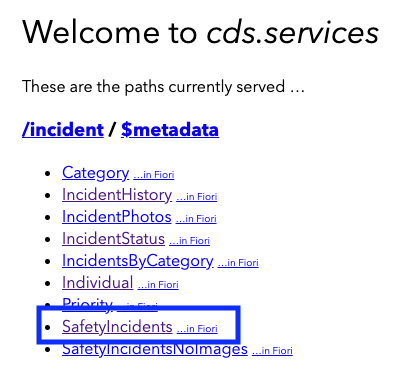 Welcome to cds.services
These are the paths currently served …
/incident / $metadata
• Category ...in Fiori
• IncidentHistory ...in Fiori
• IncidentPhotos ...in Fiori
• IncidentStatus ...in Fiori
• IncidentsByCategory ...in Fiori
• Individual ...in Fiori
• Priority ...in Fiori
• SafetyIncidents ...in Fiori
• SafetyIncidentsNoImages ...in Fiori